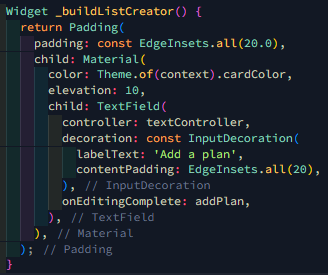 Widget _buildListCreator() {
  return Padding(
    padding: const EdgeInsets.all(20.0),
    child: Material(
      color: Theme.of(context).cardColor,
      elevation: 10,
      child: TextField(
        controller: textController,
        decoration: const InputDecoration(
          labelText: 'Add a plan',
          contentPadding: EdgeInsets.all(20),
        ), // InputDecoration
        onEditingComplete: addPlan,
      ), // TextField
    ), // Material
  ); // Padding
}